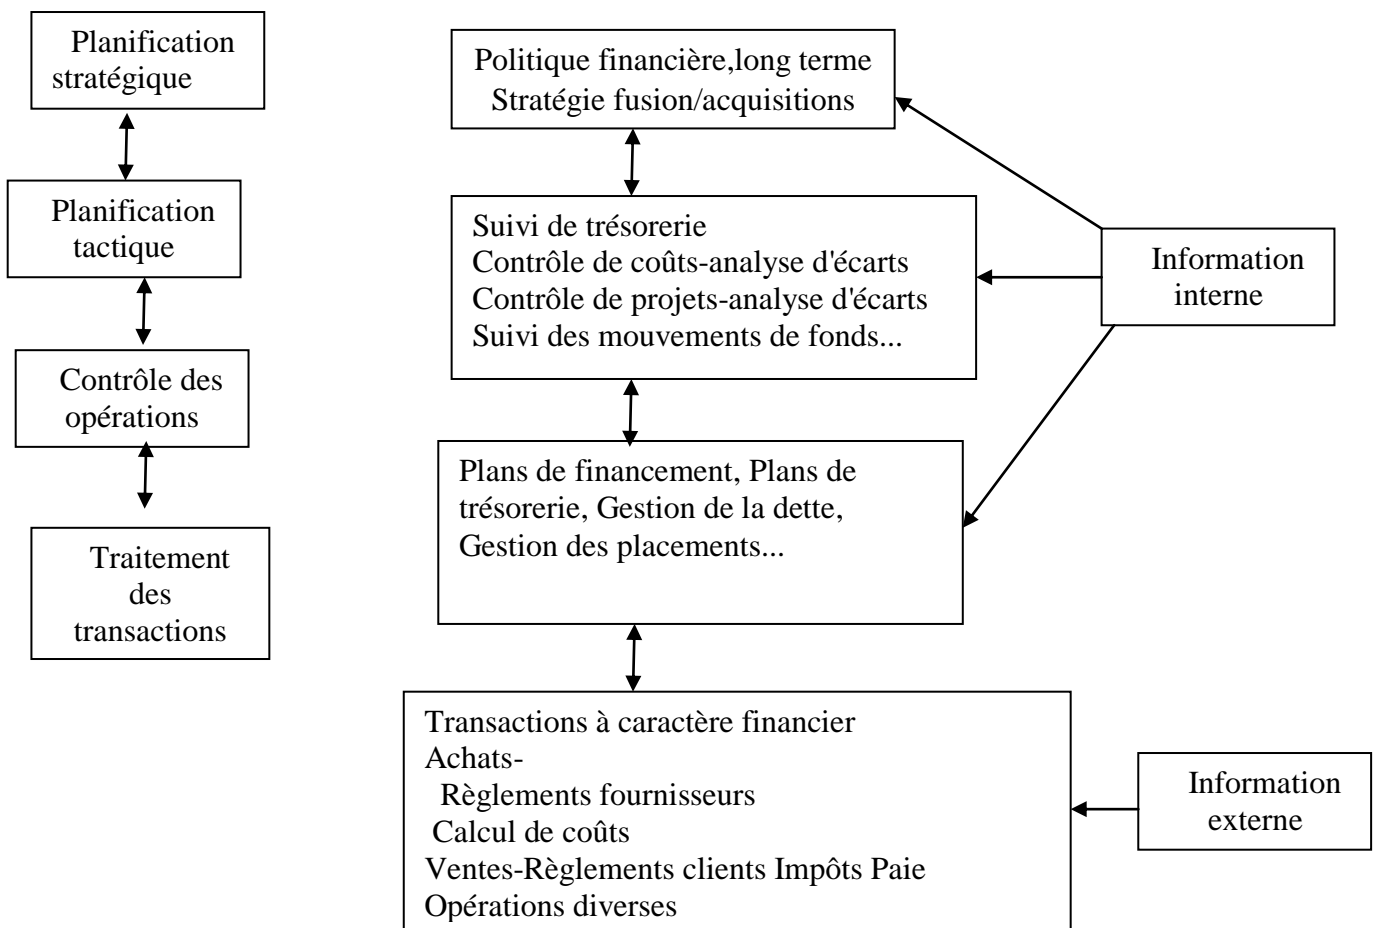 Planification
stratégique
Planification
tactique
Contrôle des
opérations
Traitement
des
transactions
Politique financière,long terme
Stratégie fusion/acquisitions
Suivi de trésorerie
Contrôle de coûts-analyse d'écarts
Contrôle de projets-analyse d'écarts
Suivi des mouvements de fonds...
Plans de financement, Plans de
trésorerie, Gestion de la dette,
Gestion des placements...
Transactions à caractère financier
Achats-
Règlements fournisseurs
Calcul de coûts
Ventes-Règlements clients Impôts Paie
Opérations diverses
Information
interne
Information
externe